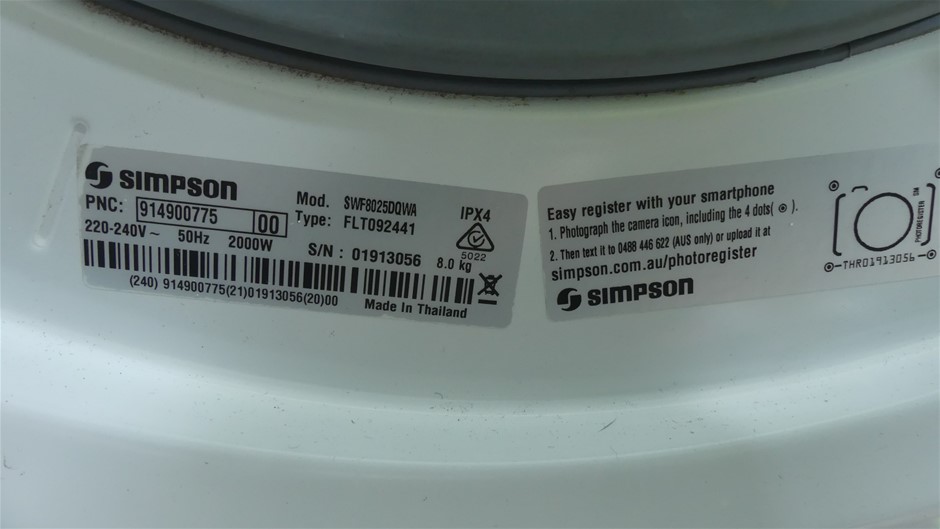 SIMPSON
PNC: 914900775 00
220-240V ~ 50Hz 2000W
Mod. SWF8025DQWA
Type: FLT092441
IPX4
5022
S/N : 01913056 8.0 kg
(240) 914900775(21)01913056(20)00
Made In Thailand
Easy register with your smartphone
1. Photograph the camera icon, including the 4 dots( ).
2. Then text it to 0488 446 622 (AUS only) or upload it at
simpson.com.au/photoregister
SIMPSON
PHOTOREGISTER
THR01913056